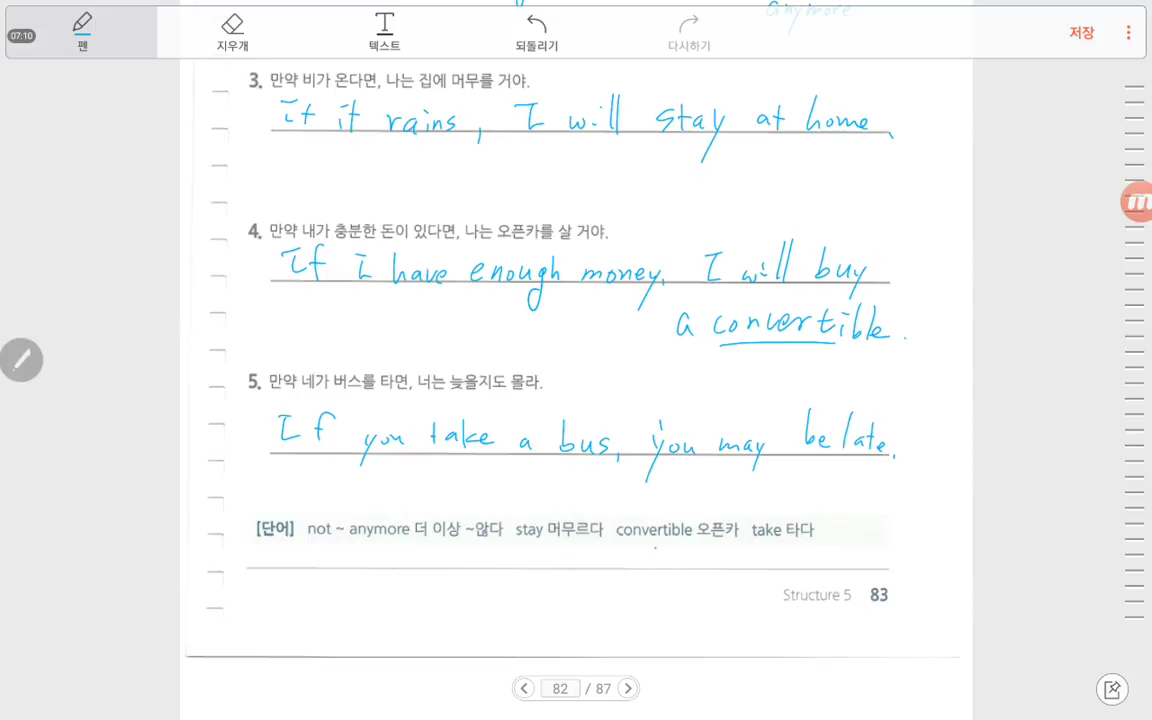 anymore
07:10
펜 지우개 텍스트 되돌리기 다시하기 저장
3. 만약 비가 온다면, 나는 집에 머무를 거야.
If it rains, I will stay at home.
4. 만약 내가 충분한 돈이 있다면, 나는 오픈카를 살 거야.
If I have enough money, I will buy
a convertible.
5. 만약 네가 버스를 타면, 너는 늦을지도 몰라.
If you take a bus, you may be late.
[단어] not ~ anymore 더 이상 ~않다 stay 머무르다 convertible 오픈카 take 타다
Structure 5 83
82 / 87